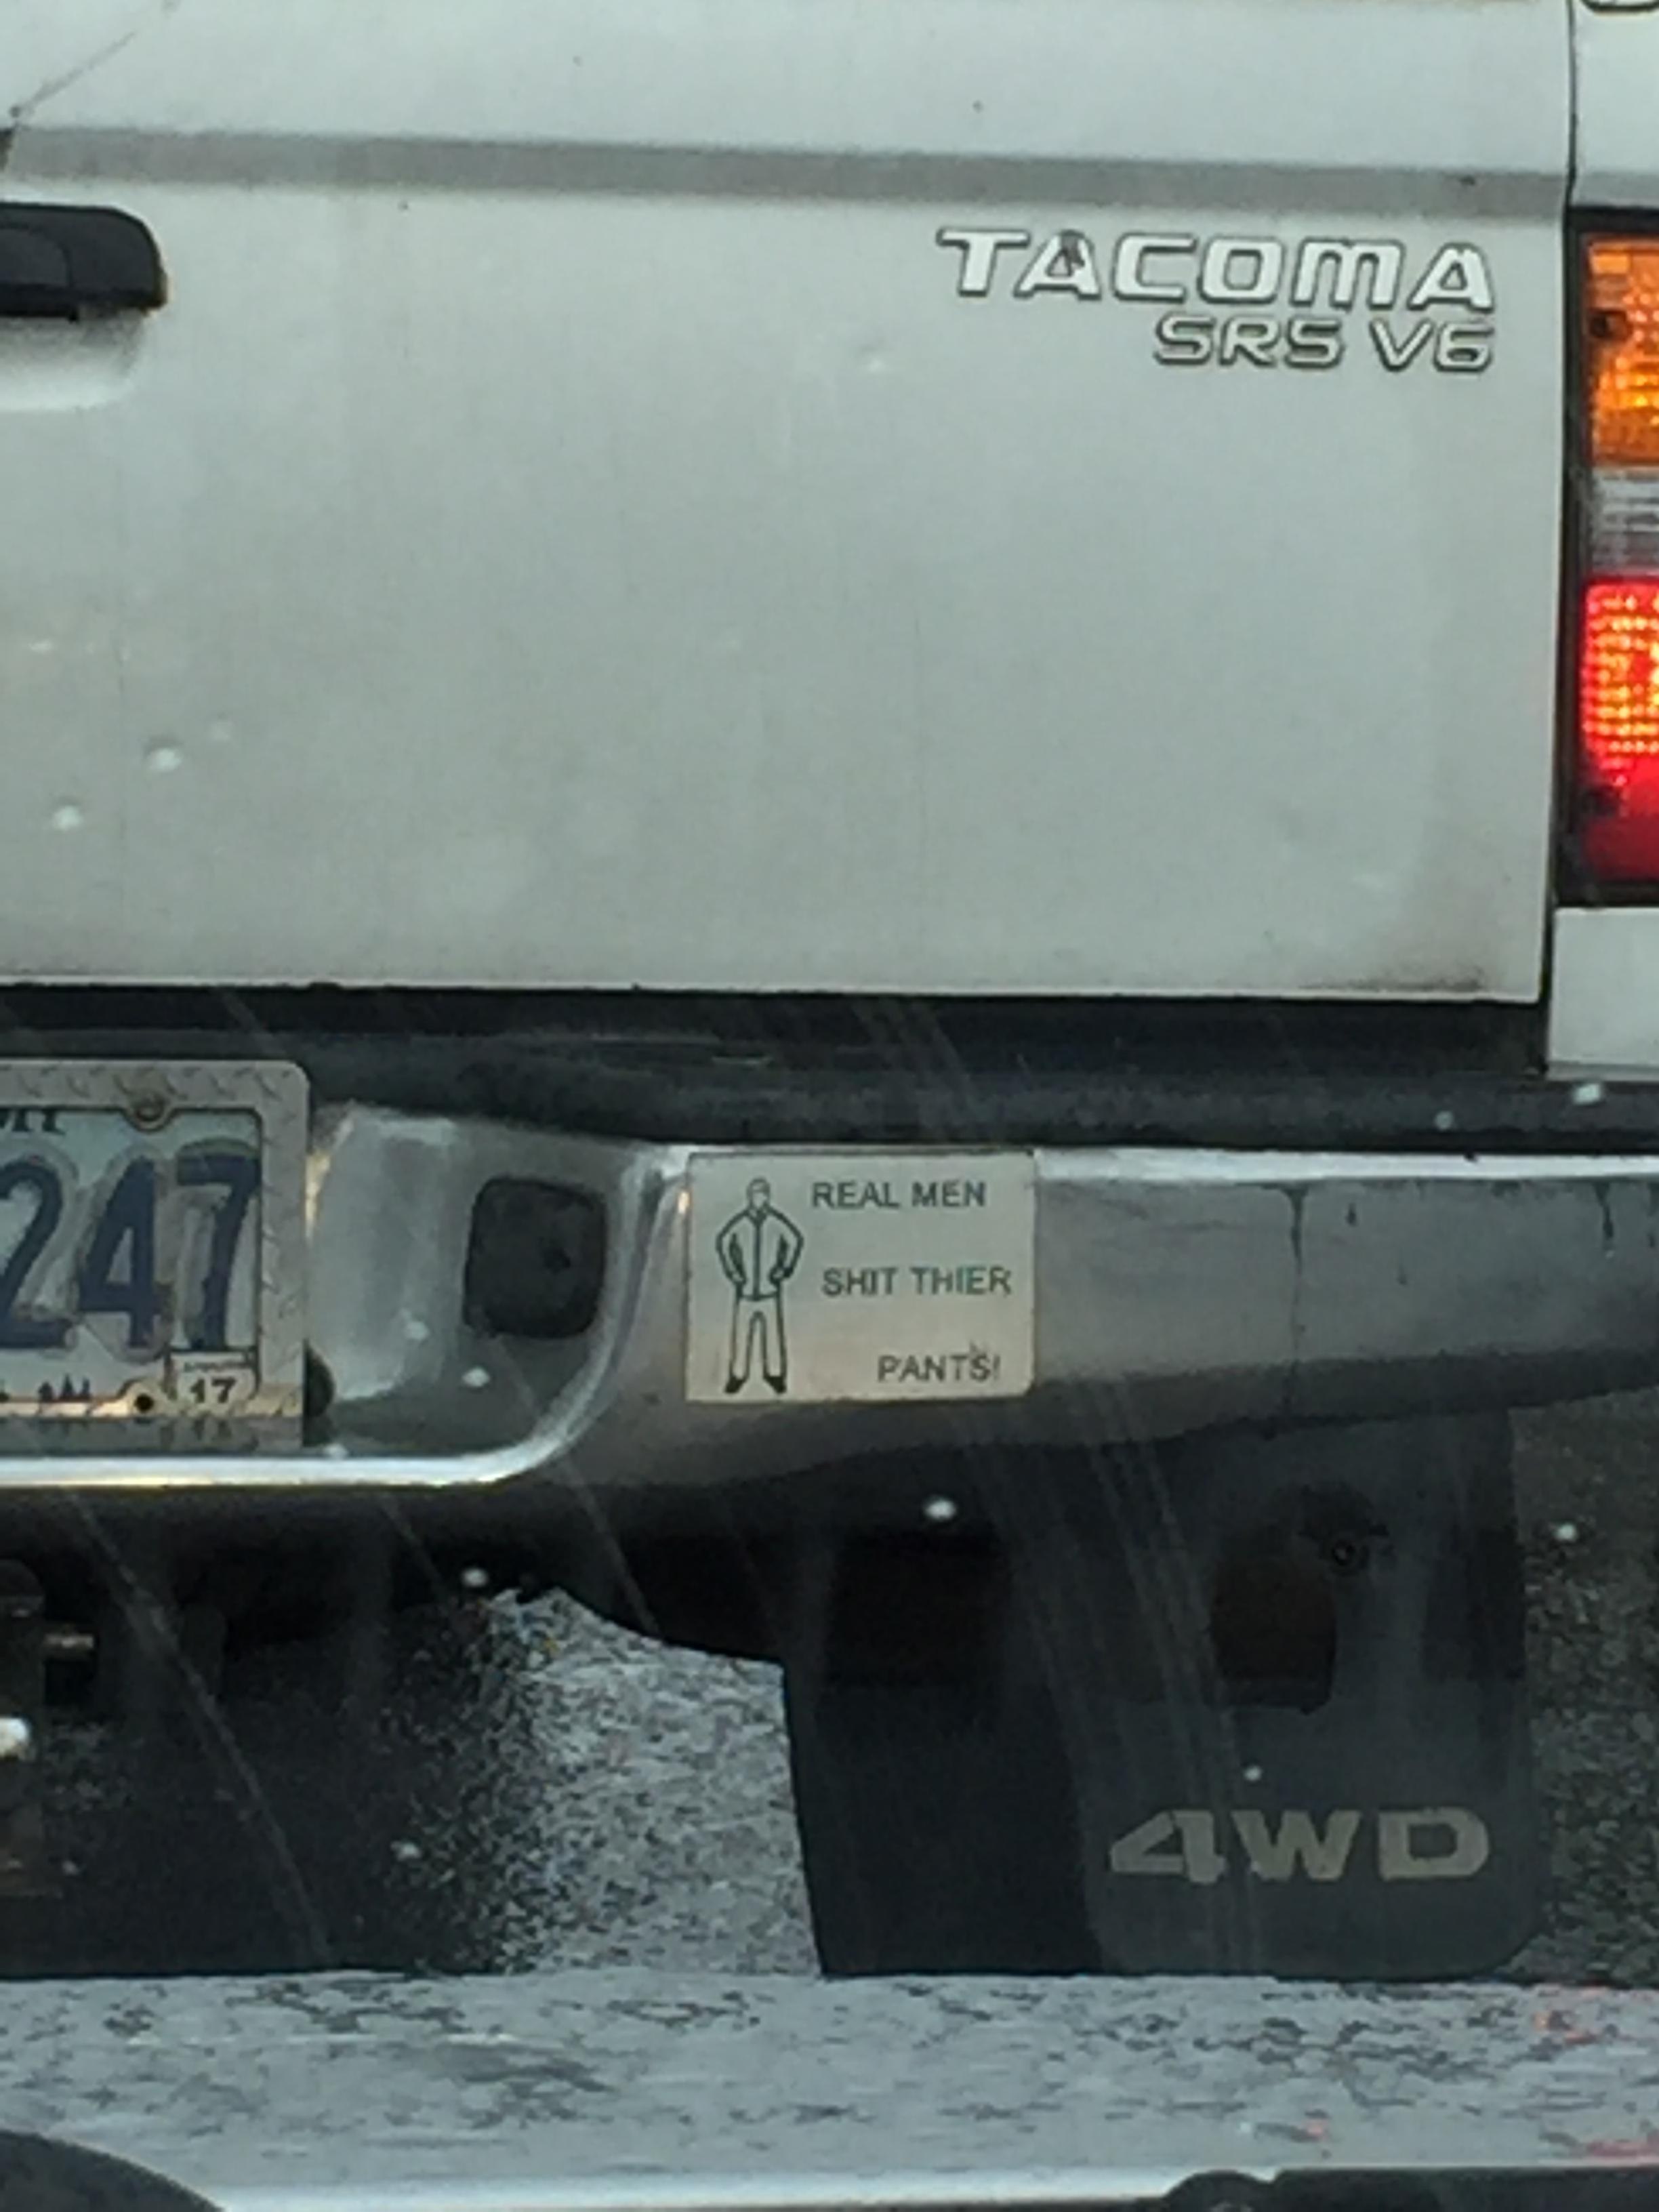 TACOMA
SR5 V6
247
17
REAL MEN
SHIT THIER
PANTS!
4WD